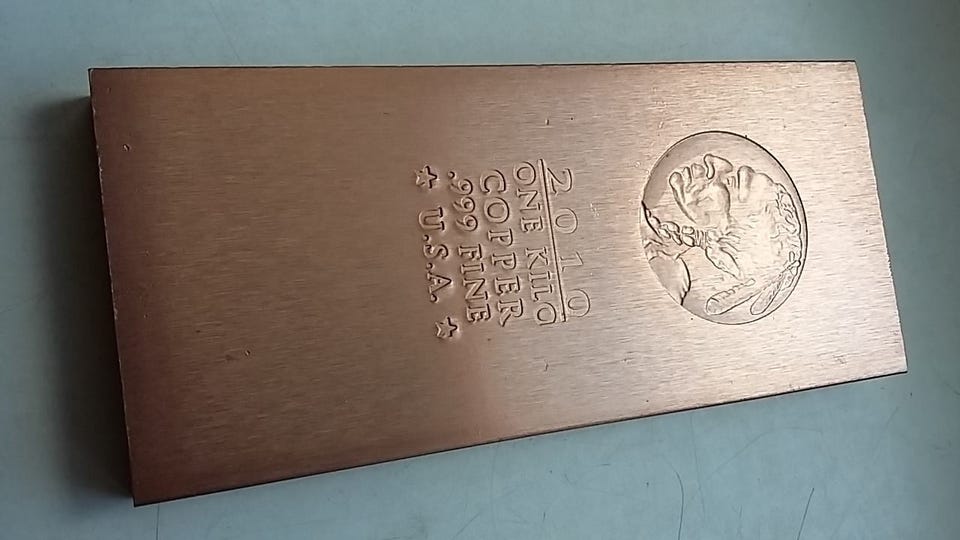 2010
ONE KILO
COPPER
.999 FINE
U.S.A.